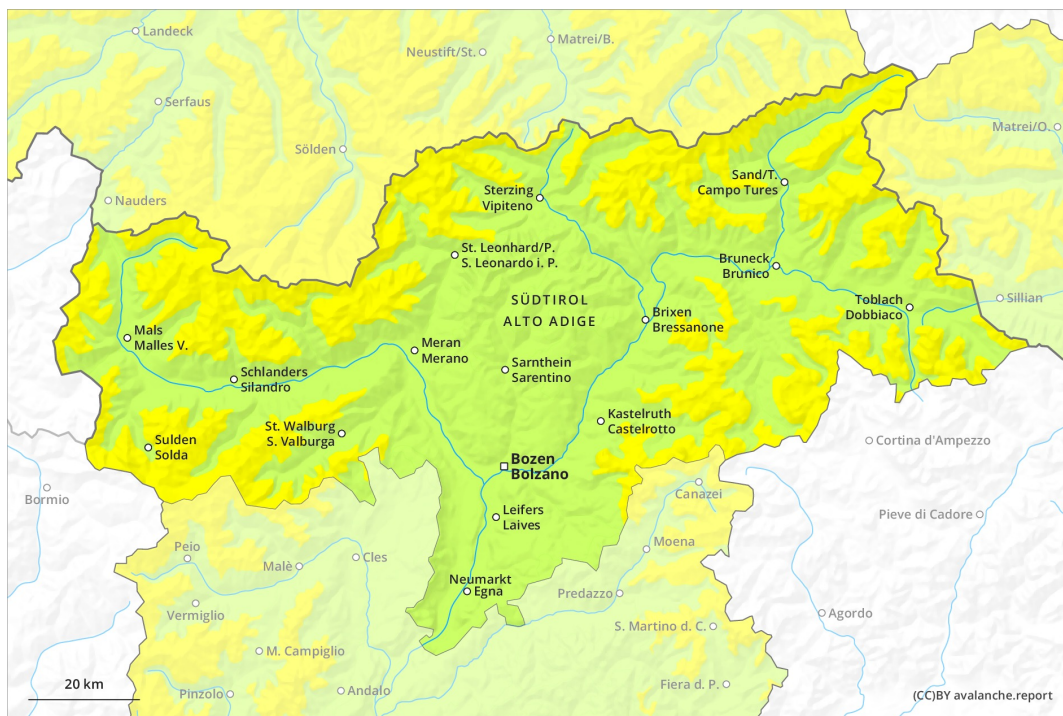 Landeck
Matrei/B.
Neustift/St.
Serfaus
Matrei/O.
Sölden
Sand/T.
Campo Tures
Sterzing
Vipiteno
Nauders
St. Leonhard/P.
S. Leonardo i. P.
Bruneck
Brunico
SÜDTIROL
ALTO ADIGE
Toblach
Dobbiaco
Sillian
Brixen
Bressanone
Mals
Malles V.
Meran
Merano
Schlanders
Silandro
Sarnthein
Sarentino
Kastelruth
Castelrotto
St. Walburg
S. Valburga
Sulden
Solda
Cortina d'Ampezzo
Bozen
Bolzano
Bormio
Canazei
Leifers
Laives
Pieve di Cadore
Peio
Cles
Malè
Moena
Neumarkt
Egna
Predazzo
Vermiglio
Agordo
S. Martino d. C.
M. Campiglio
20 km
Pinzolo
Andalo
Fiera d. P.
(CC)BY avalanche.report